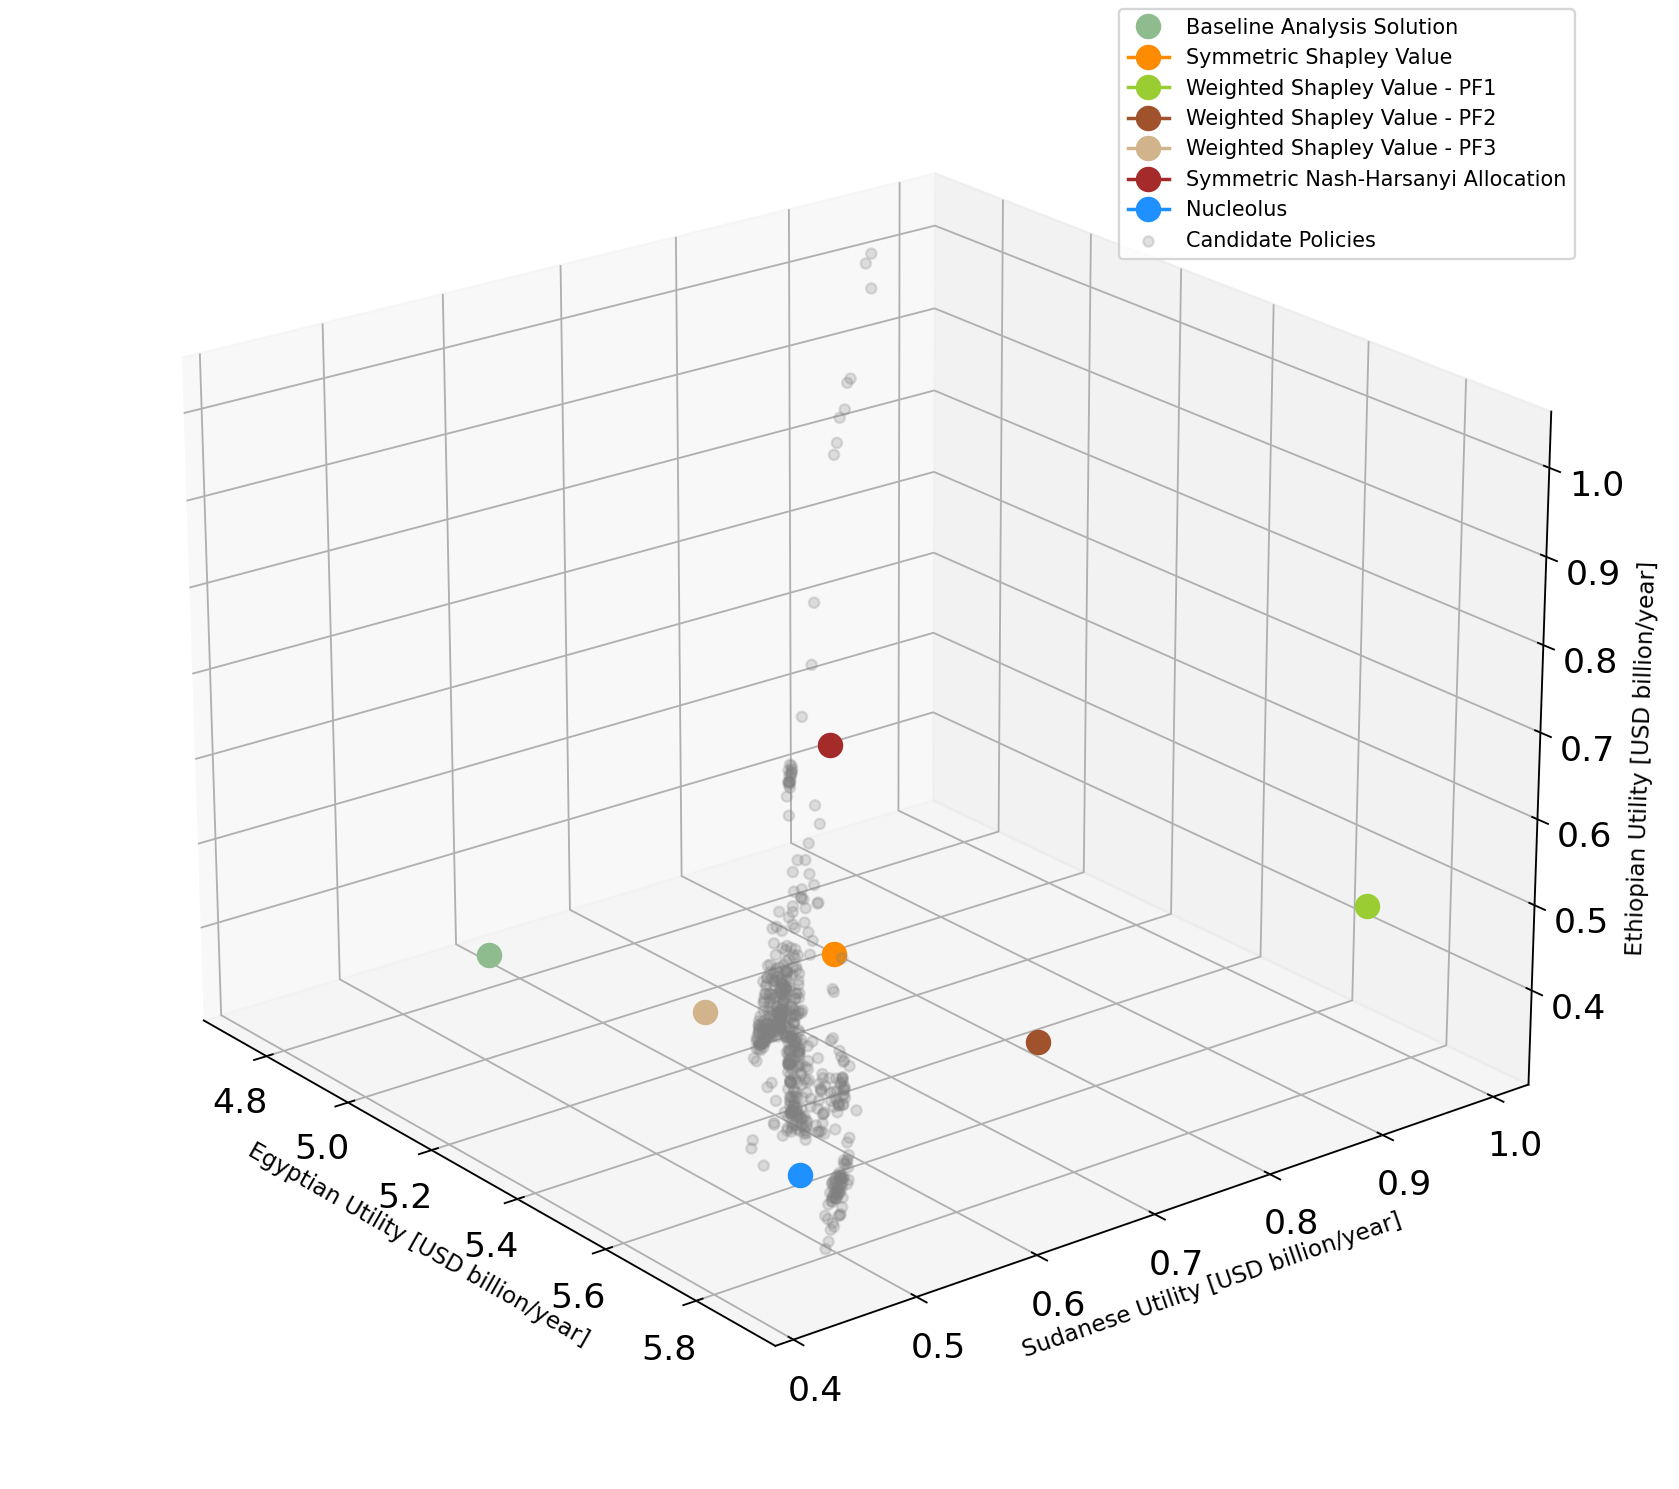 Baseline Analysis Solution
Symmetric Shapley Value
Weighted Shapley Value - PF1
Weighted Shapley Value - PF2
Weighted Shapley Value - PF3
Symmetric Nash-Harsanyi Allocation
Nucleolus
Candidate Policies
1.0
0.9
0.8
0.7
0.6
0.5
0.4
Ethiopian Utility [USD billion/year]
4.8
5.0
5.2
5.4
5.6
5.8
Egyptian Utility [USD billion/year]
0.4
0.5
0.6
0.7
0.8
0.9
1.0
Sudanese Utility [USD billion/year]